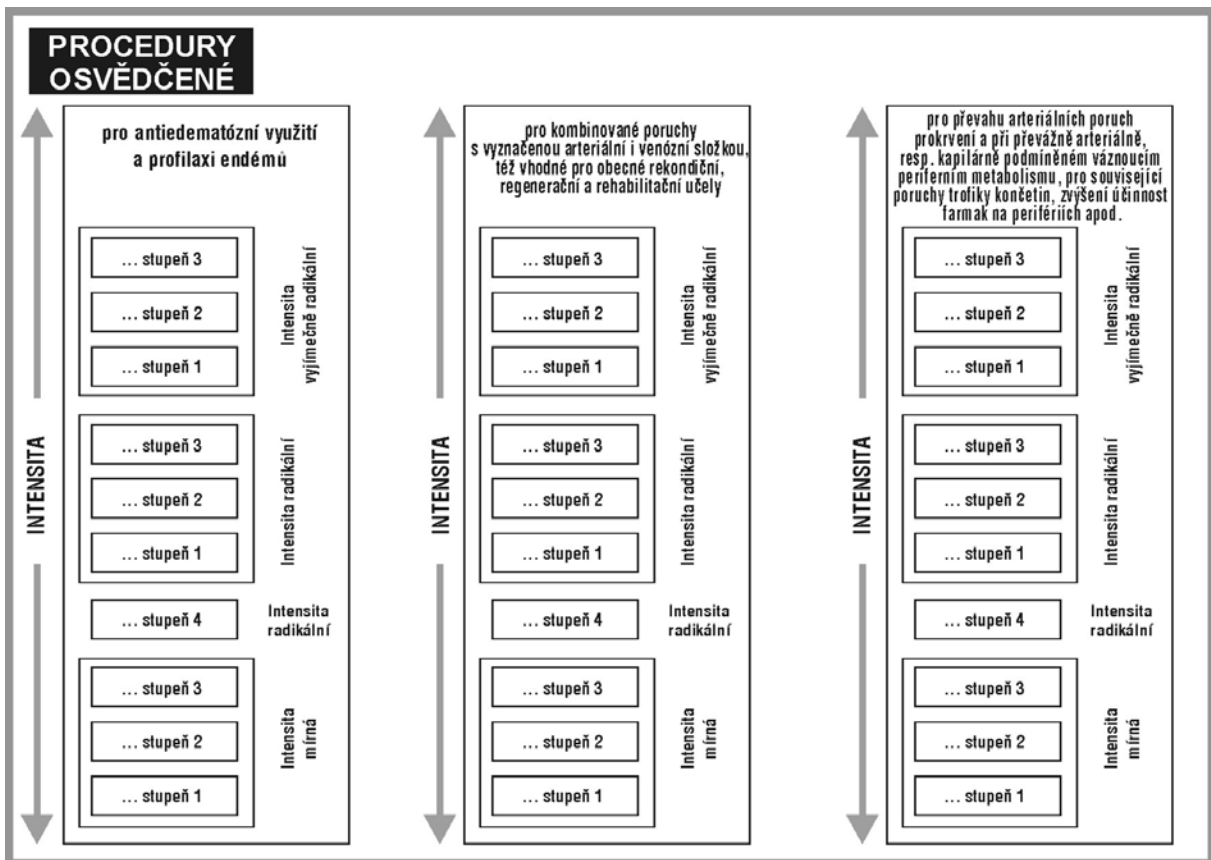 PROCEDURY
OSVĚDČENÉ
INTENSITA
pro antiedematózní využití
a profilaxi endémů
... stupeň 3
... stupeň 2
... stupeň 1
Intensita
vyjímečně radikální
... stupeň 3
... stupeň 2
... stupeň 1
Intensita radikální
... stupeň 4
Intensita
radikální
... stupeň 3
... stupeň 2
... stupeň 1
Intensita
mírná
INTENSITA
pro kombinované poruchy
s vyznačenou arteriální i venózní složkou,
též vhodné pro obecné rekondiční,
regenerační a rehabilitační učely
... stupeň 3
... stupeň 2
... stupeň 1
Intensita
vyjímečně radikální
... stupeň 3
... stupeň 2
... stupeň 1
Intensita radikální
... stupeň 4
Intensita
radikální
... stupeň 3
... stupeň 2
... stupeň 1
Intensita
mírná
INTENSITA
pro převahu arteriálních poruch
prokrvení a při převážně arteriálně,
resp. kapilárně podmíněném váznoucím
periferním metabolismu, pro související
poruchy trofiky končetin, zvýšení účinnost
farmak na perifériích apod.
... stupeň 3
... stupeň 2
... stupeň 1
Intensita
vyjímečně radikální
... stupeň 3
... stupeň 2
... stupeň 1
Intensita radikální
... stupeň 4
Intensita
radikální
... stupeň 3
... stupeň 2
... stupeň 1
Intensita
mírná